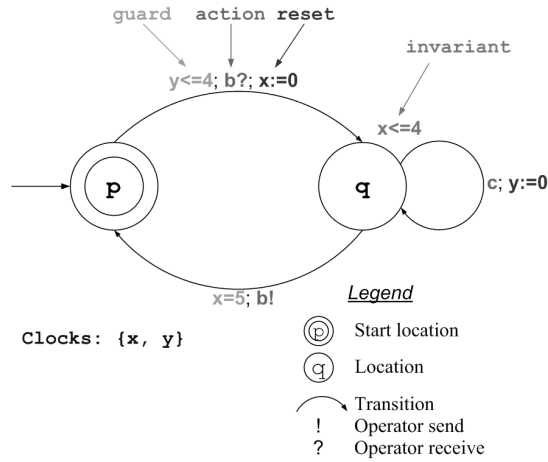 guard action reset
invariant
y<=4; b?; x:=0
x<=4
p
q
c; y:=0
x=5; b!
Legend
Clocks: {x, y}
p Start location
q Location
Transition
! Operator send
? Operator receive